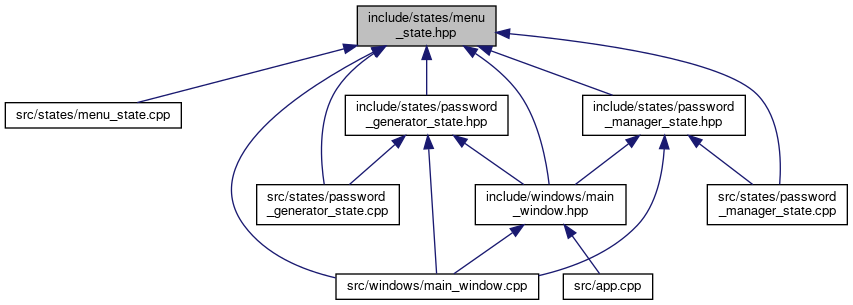 include/states/menu
_state.hpp
src/states/menu_state.cpp
include/states/password
_generator_state.hpp
include/states/password
_manager_state.hpp
src/states/password
_generator_state.cpp
include/windows/main
_window.hpp
src/states/password
_manager_state.cpp
src/windows/main_window.cpp
src/app.cpp